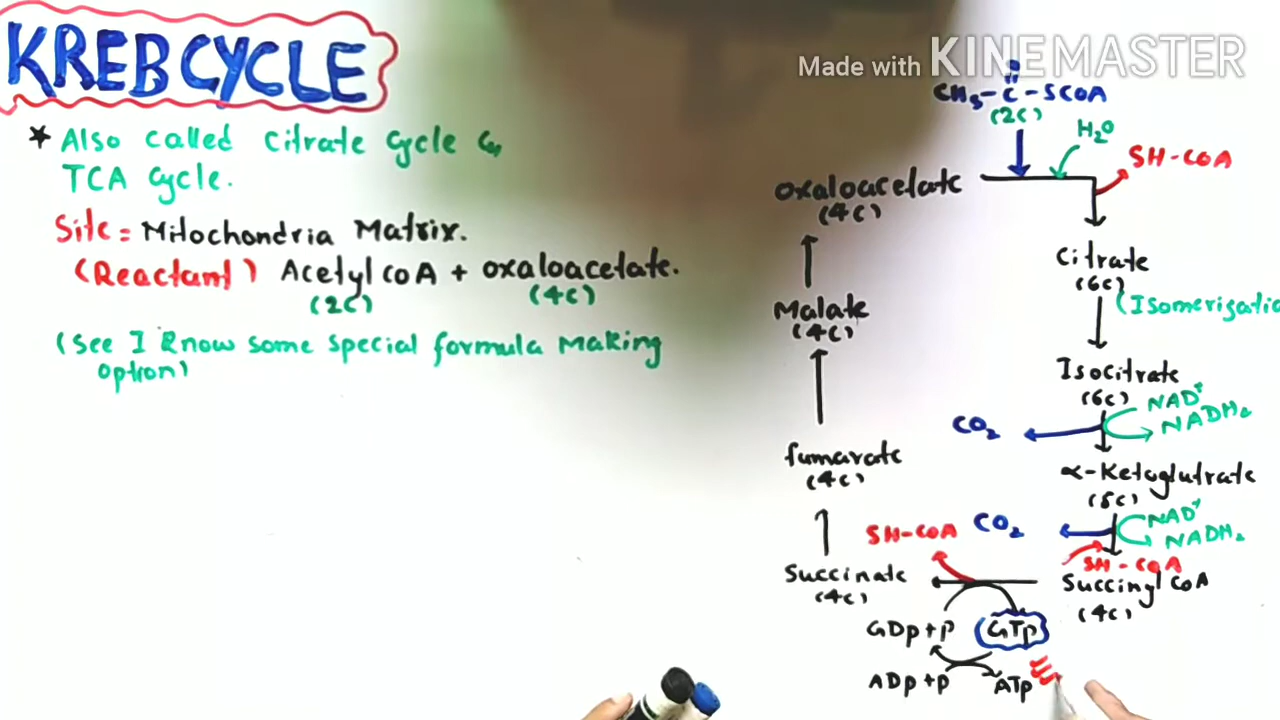 KREB CYCLE
Made with KINEMASTER
* Also called Citrate Cycle
TCA Cycle.
Site = Mitochondria Matrix.
(Reactant) Acetyl coA + oxaloacetate.
(2C) (4C)
(See I know some special formula making
option)
O
CH3-C-SCOA
(2C)
H2O
SH-COA
oxaloacetate
(4C)
Citrate
(6C)
(Isomerizatio
Malate
(4C)
Isocitrate
(6C)
NAD+
NADH2
CO2
fumarate
(4C)
α-Ketoglutrate
(5C)
NAD+
NADH2
CO2
SH-COA
SH-COA
Succinate
(4C)
Succinyl COA
(4C)
GDP+P GTP
ADP+P ATP